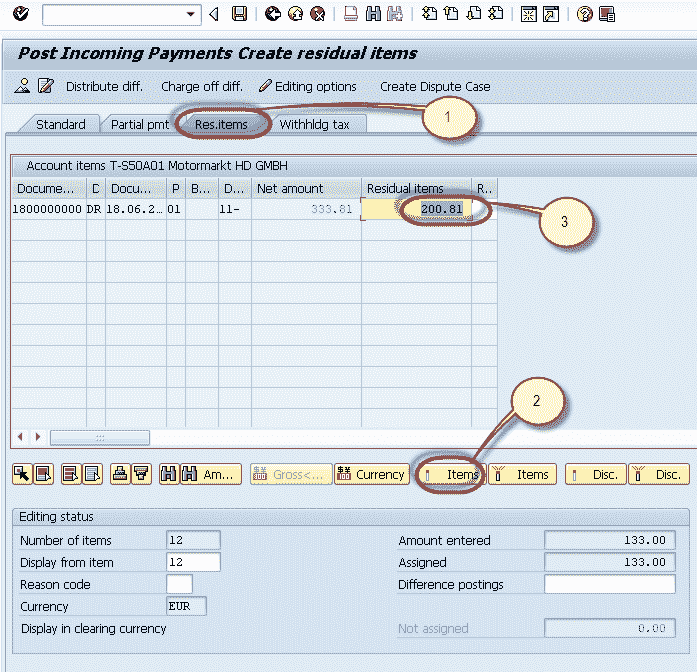 Post Incoming Payments Create residual items
Distribute diff. Charge off diff. Editing options Create Dispute Case
Standard Partial pmt Res.items Withhldg tax
1
Account items T-S50A01 Motormarkt HD GMBH
Docume... D Docu... P B... D... Net amount Residual items R..
1800000000 DR 18.06.2... 01 11- 333.81 200.81
3
2
Am... Gross<... Currency Items Items Disc. Disc.
Editing status
Number of items 12 Amount entered 133.00
Display from item 12 Assigned 133.00
Reason code Difference postings
Currency EUR
Display in clearing currency Not assigned 0.00